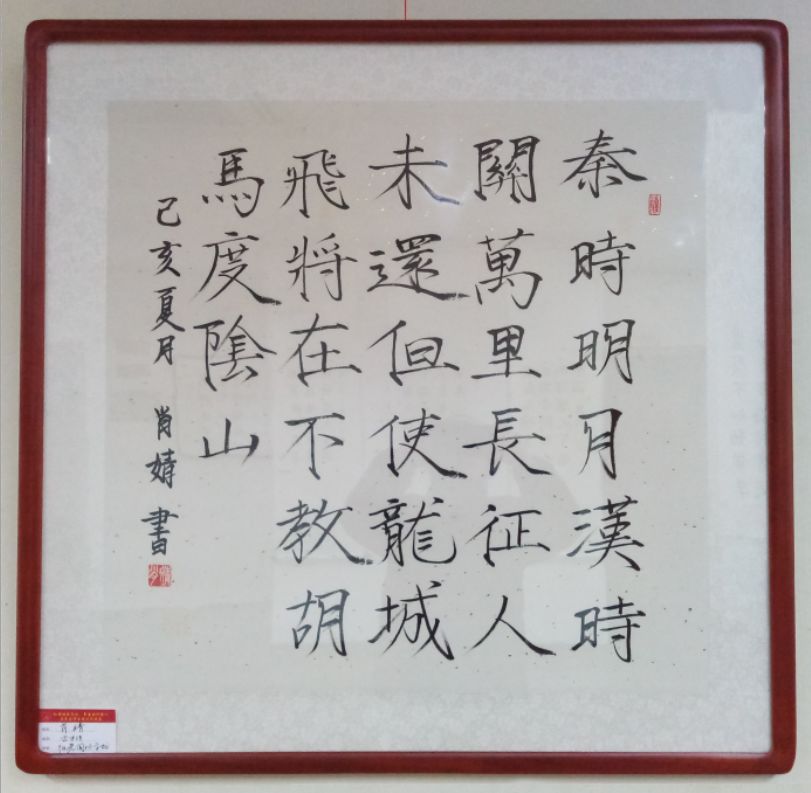 秦時明月漢時
關萬里長征人
未還但使龍城
飛將在不教胡
馬度陰山
己亥夏月 肖婧 書